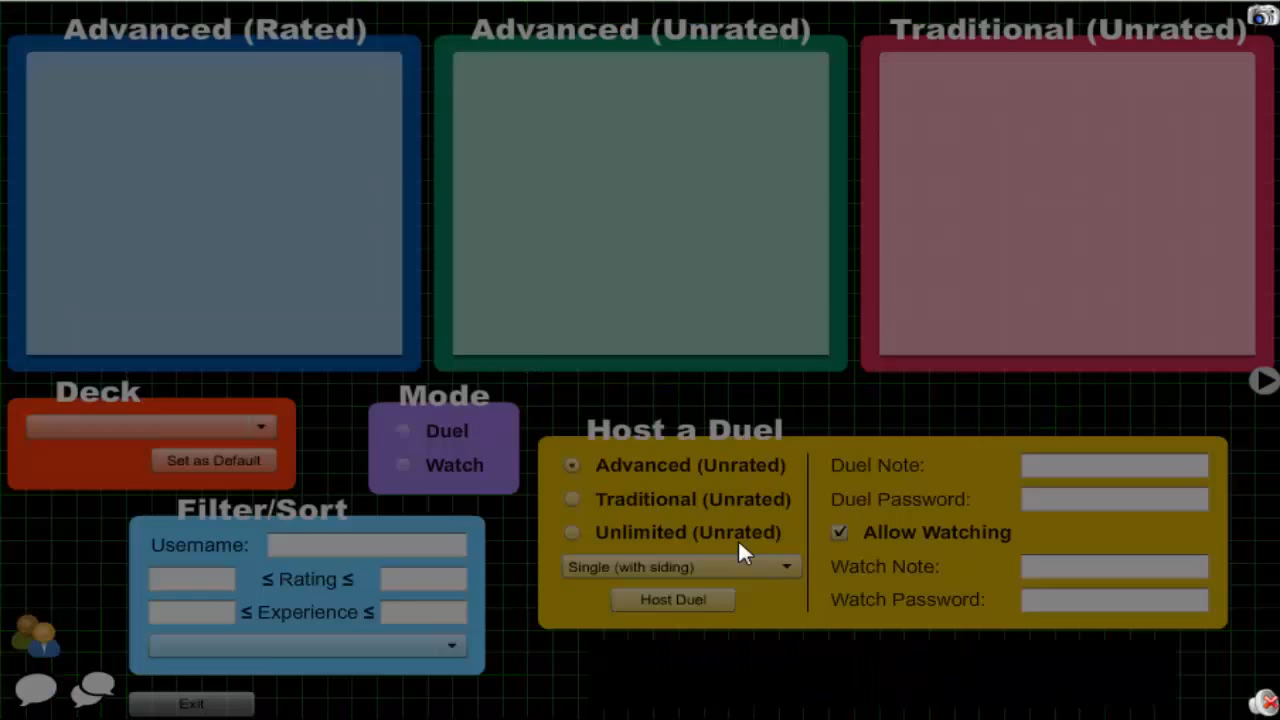 Advanced (Rated)
Advanced (Unrated)
Traditional (Unrated)
Deck
Set as Default
Mode
Duel
Watch
Filter/Sort
Username:
≤ Rating ≤
≤ Experience ≤
Exit
Host a Duel
Advanced (Unrated)
Traditional (Unrated)
Unlimited (Unrated)
Single (with siding)
Host Duel
Duel Note:
Duel Password:
Allow Watching
Watch Note:
Watch Password: